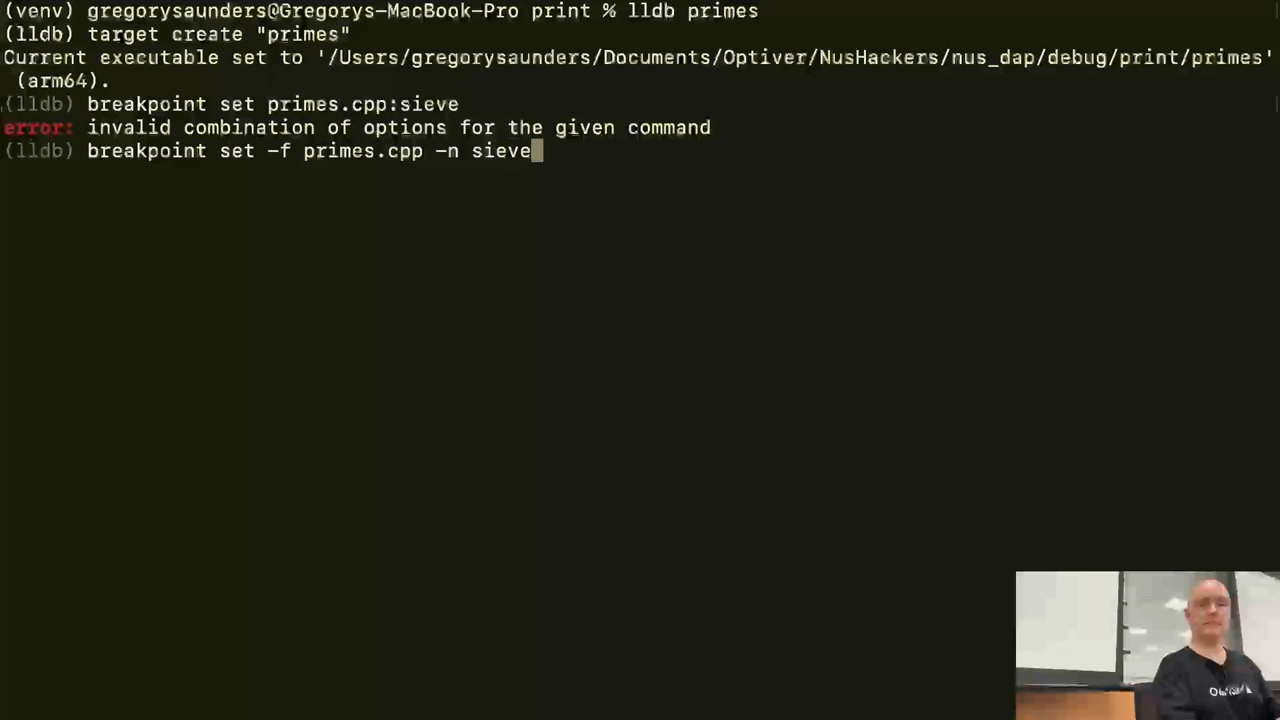 (venv) gregorysaunders@Gregorys-MacBook-Pro print % lldb primes
(lldb) target create "primes"
Current executable set to '/Users/gregorysaunders/Documents/Optiver/NusHackers/nus_dap/debug/print/primes'
(arm64).
(lldb) breakpoint set primes.cpp:sieve
error: invalid combination of options for the given command
(lldb) breakpoint set -f primes.cpp -n sieve